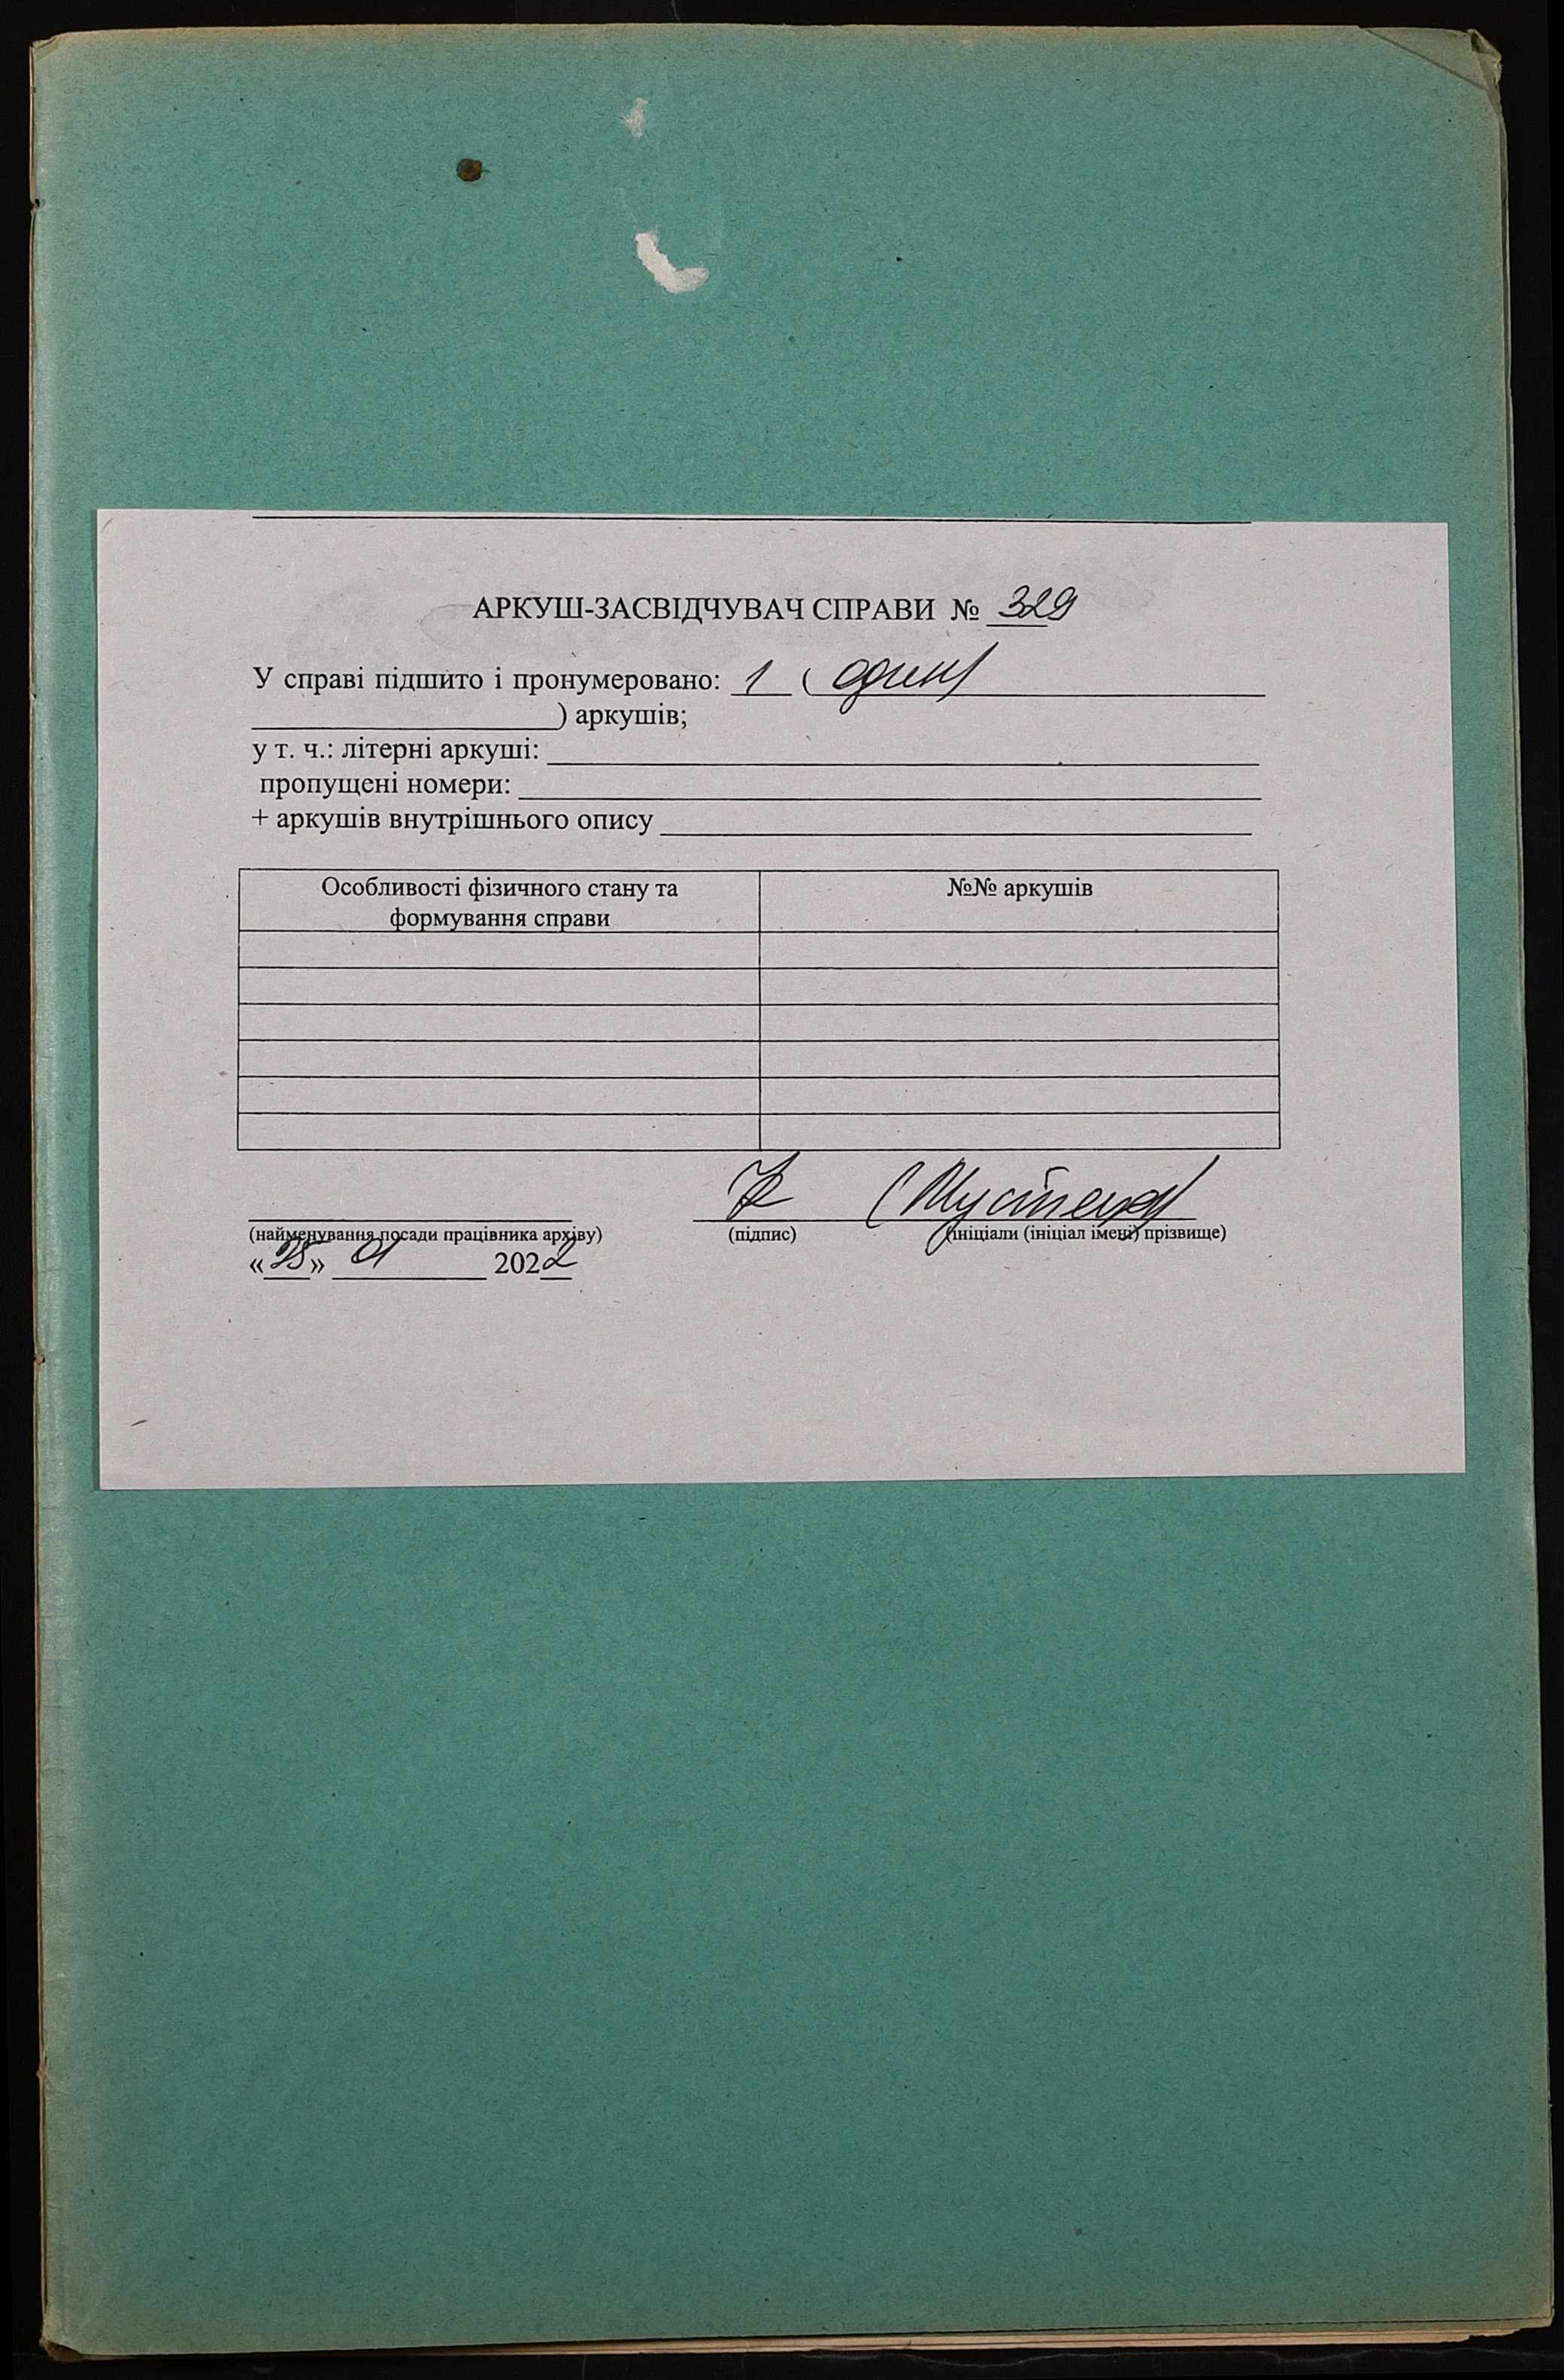 АРКУШ-ЗАСВІДЧУВАЧ СПРАВИ № 329
У справі підшито і пронумеровано: 1 ( один)
) аркушів;
у т. ч.: літерні аркуші:
пропущені номери:
+ аркушів внутрішнього опису
Особливості фізичного стану та формування справи
№№ аркушів
(найменування посади працівника архіву)
(підпис)
(ініціали (ініціал імені) прізвище)
«25» 01 2022